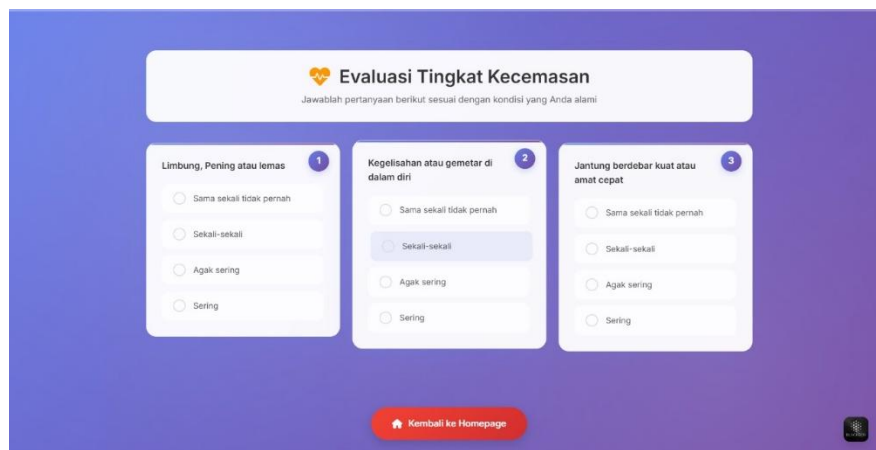 Evaluasi Tingkat Kecemasan
Jawablah pertanyaan berikut sesuai dengan kondisi yang Anda alami
Limbung, Pening atau lemas
1
Sama sekali tidak pernah
Sekali-sekali
Agak sering
Sering
Kegelisahan atau gemetar di
dalam diri
2
Sama sekali tidak pernah
Sekali-sekali
Agak sering
Sering
Jantung berdebar kuat atau
amat cepat
3
Sama sekali tidak pernah
Sekali-sekali
Agak sering
Sering
Kembali ke Homepage